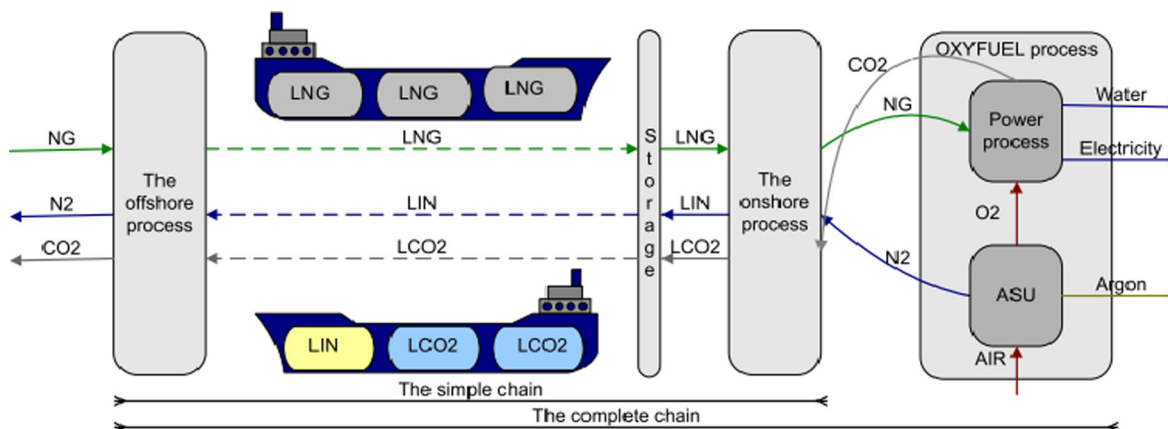 OXYFUEL process
LNG LNG LNG
CO2
NG
Water
Power
process
Electricity
NG
LNG
LNG
The
offshore
process
Storage
The
onshore
process
N2
LIN
LIN
O2
CO2
LCO2
LCO2
N2
ASU
Argon
AIR
LIN LCO2 LCO2
The simple chain
The complete chain